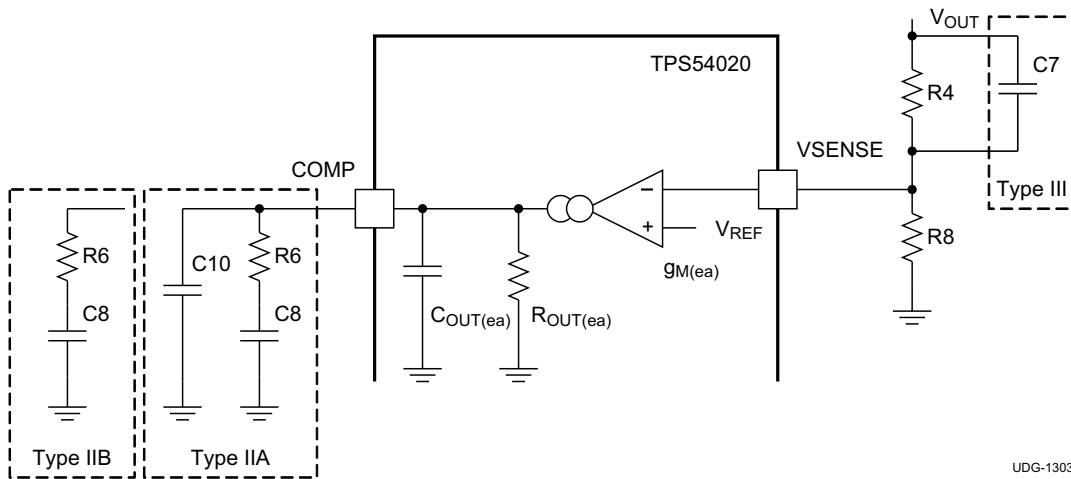 VOUT
C7
TPS54020
R4
VSENSE
COMP
Type III
R6
C10
R6
VREF
R8
gM(ea)
C8
C8
COUT(ea)
ROUT(ea)
Type IIB
Type IIA
UDG-1303